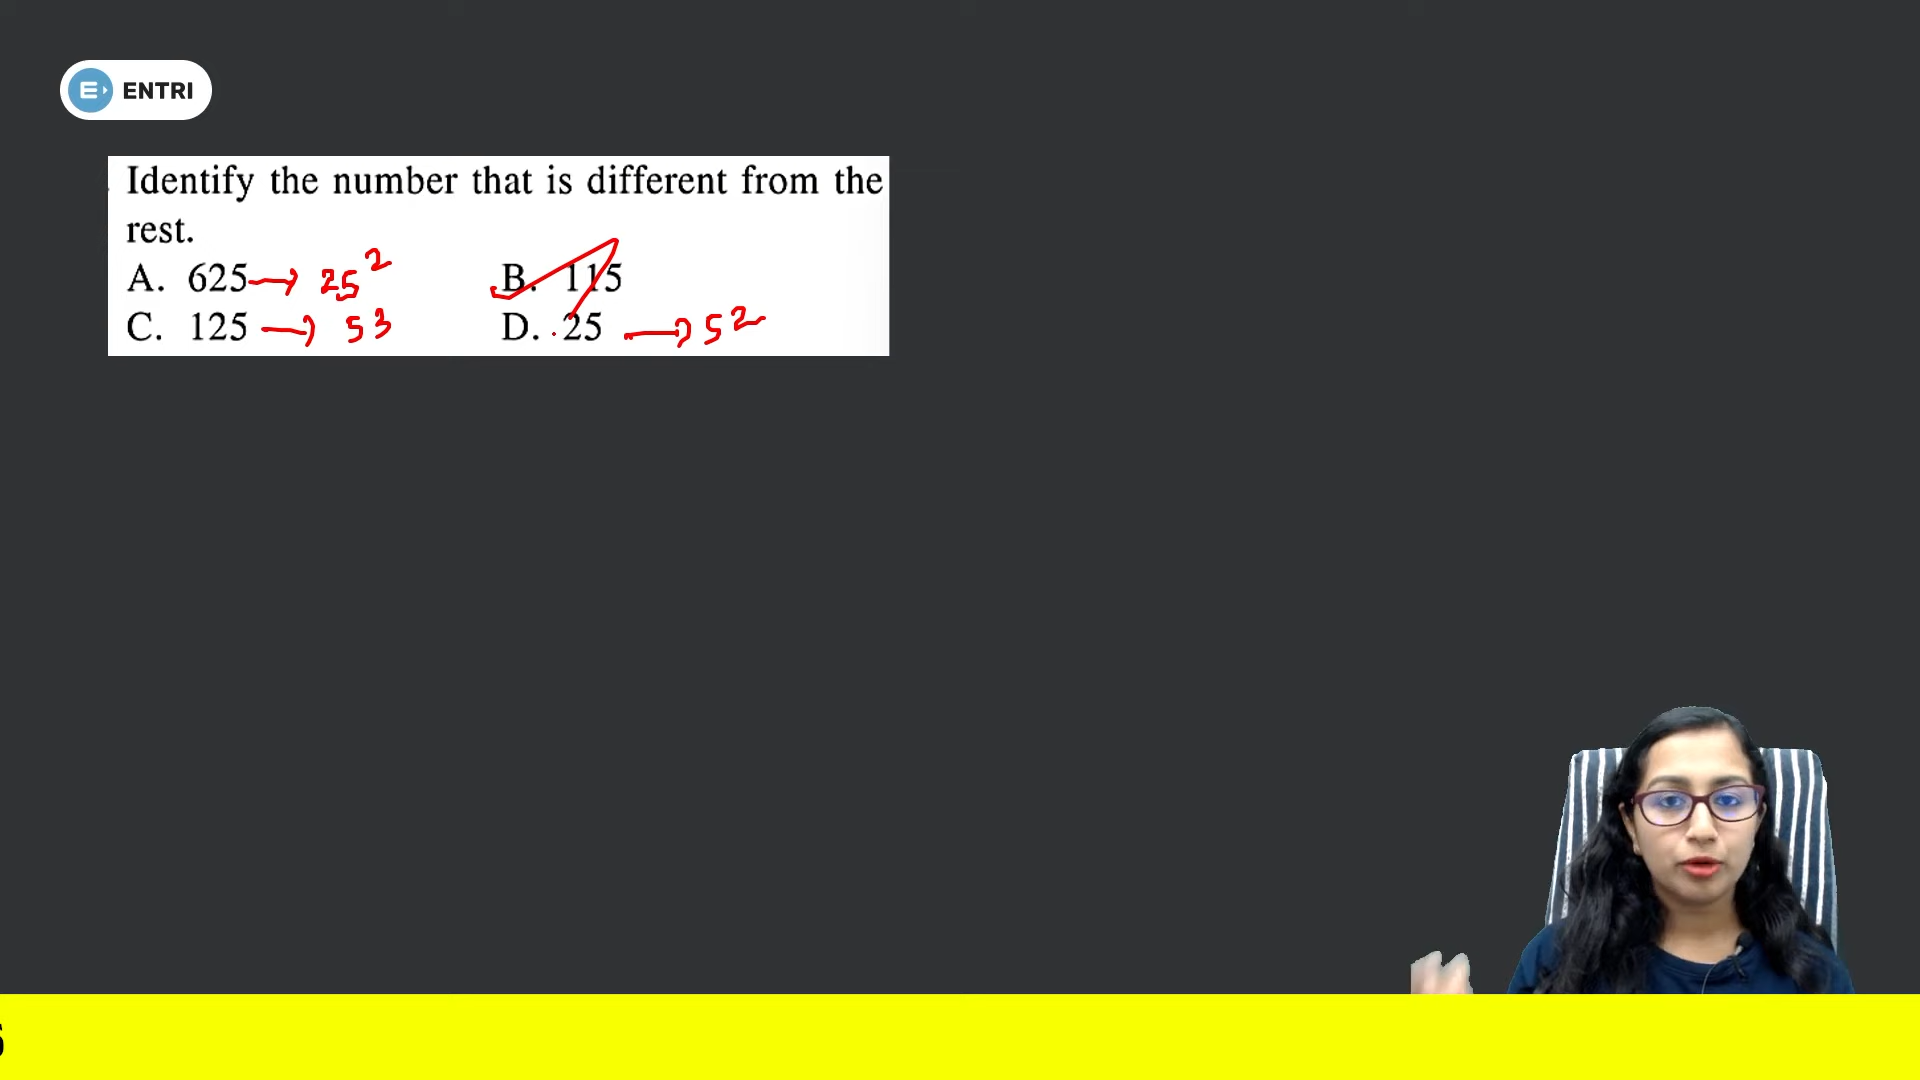 ENTRI
Identify the number that is different from the
rest.
A. 625 → 25²
B. 115
C. 125 → 53
D. 25 → 5²